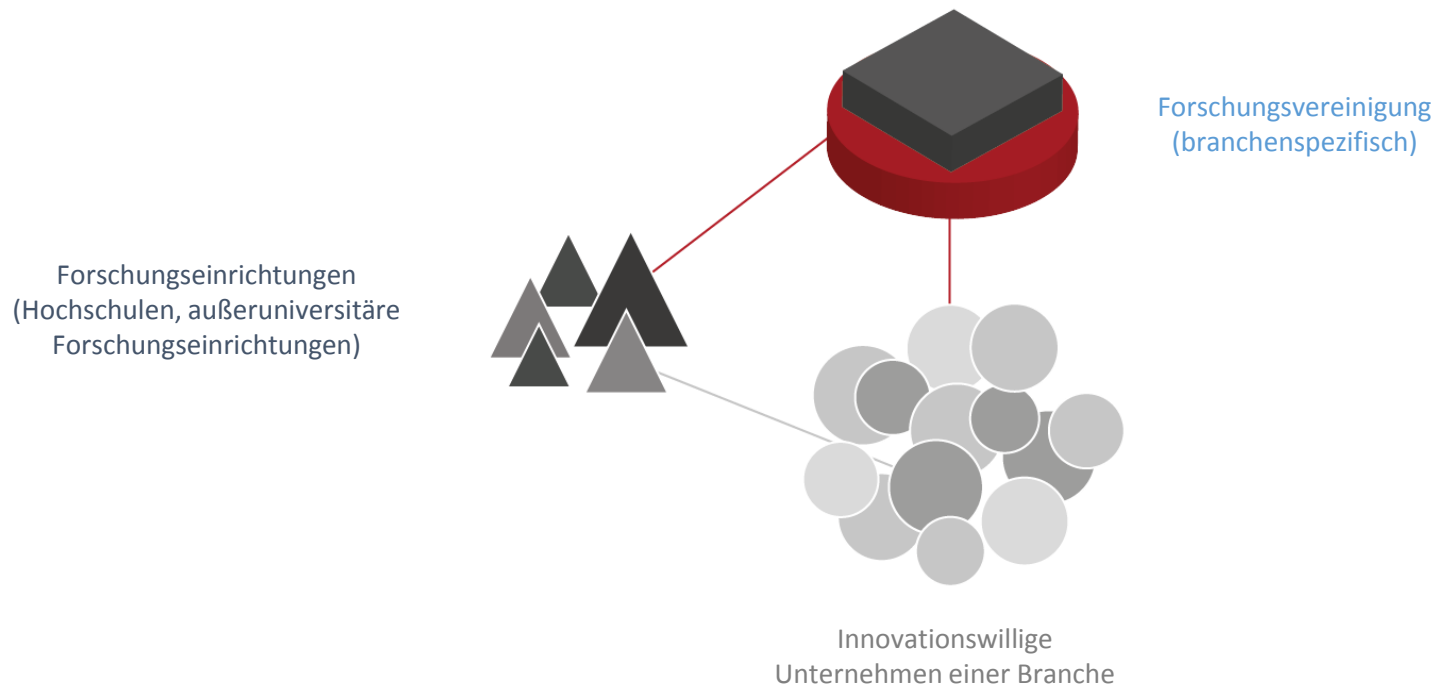 Forschungsvereinigung
(branchenspezifisch)
Forschungseinrichtungen
(Hochschulen, außeruniversitäre
Forschungseinrichtungen)
Innovationswillige
Unternehmen einer Branche